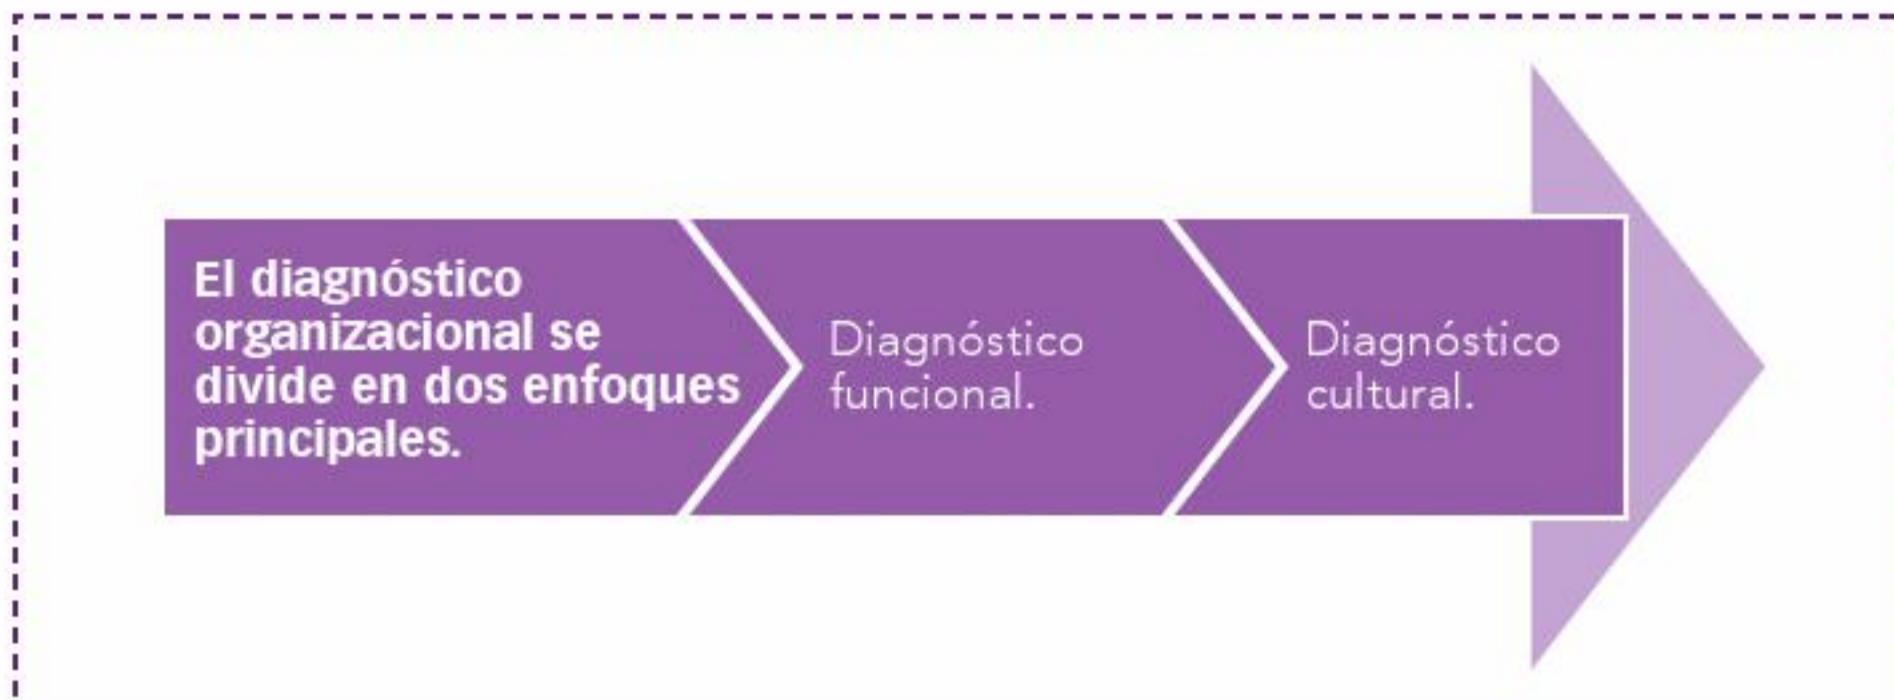 El diagnóstico
organizacional se
divide en dos enfoques
principales.
Diagnóstico
funcional.
Diagnóstico
cultural.